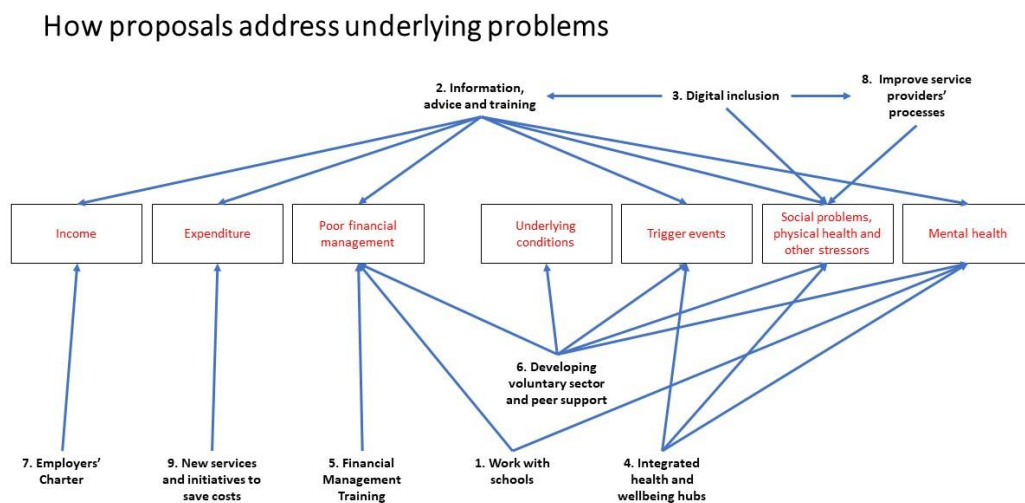 How proposals address underlying problems
2. Information,
advice and training
3. Digital inclusion
8. Improve service
providers'
processes
Income
Expenditure
Poor financial
management
Underlying
conditions
Trigger events
Social problems,
physical health and
other stressors
Mental health
6. Developing
voluntary sector
and peer support
7. Employers'
Charter
9. New services
and initiatives to
save costs
5. Financial
Management
Training
1. Work with
schools
4. Integrated
health and
wellbeing hubs